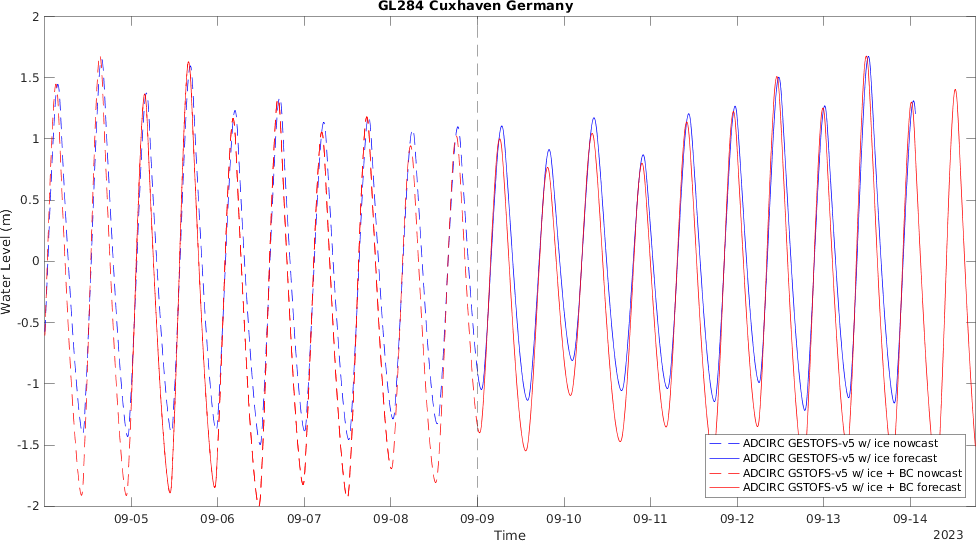 GL284 Cuxhaven Germany
2
1.5
1
0.5
0
-0.5
-1
-1.5
-2
Water Level (m)
ADCIRC GESTOFS-v5 w/ ice nowcast
ADCIRC GESTOFS-v5 w/ ice forecast
ADCIRC GSTOFS-v5 w/ ice + BC nowcast
ADCIRC GSTOFS-v5 w/ ice + BC forecast
09-05 09-06 09-07 09-08 09-09 09-10 09-11 09-12 09-13 09-14
Time
2023